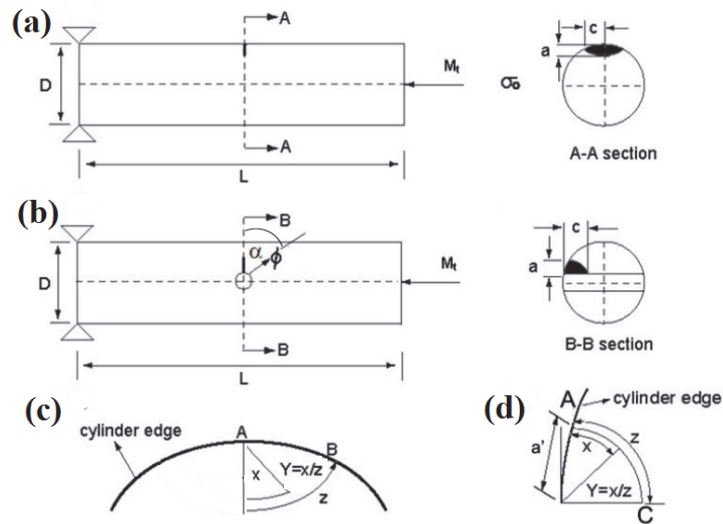 (a)
A
D
a
c
Mt
σo
A
L
A-A section
(b)
B
α
ϕ
D
a
c
Mt
B
L
B-B section
(c)
cylinder edge
A
B
x
Y=x/z
z
(d)
A
cylinder edge
a'
x
z
Y=x/z
C